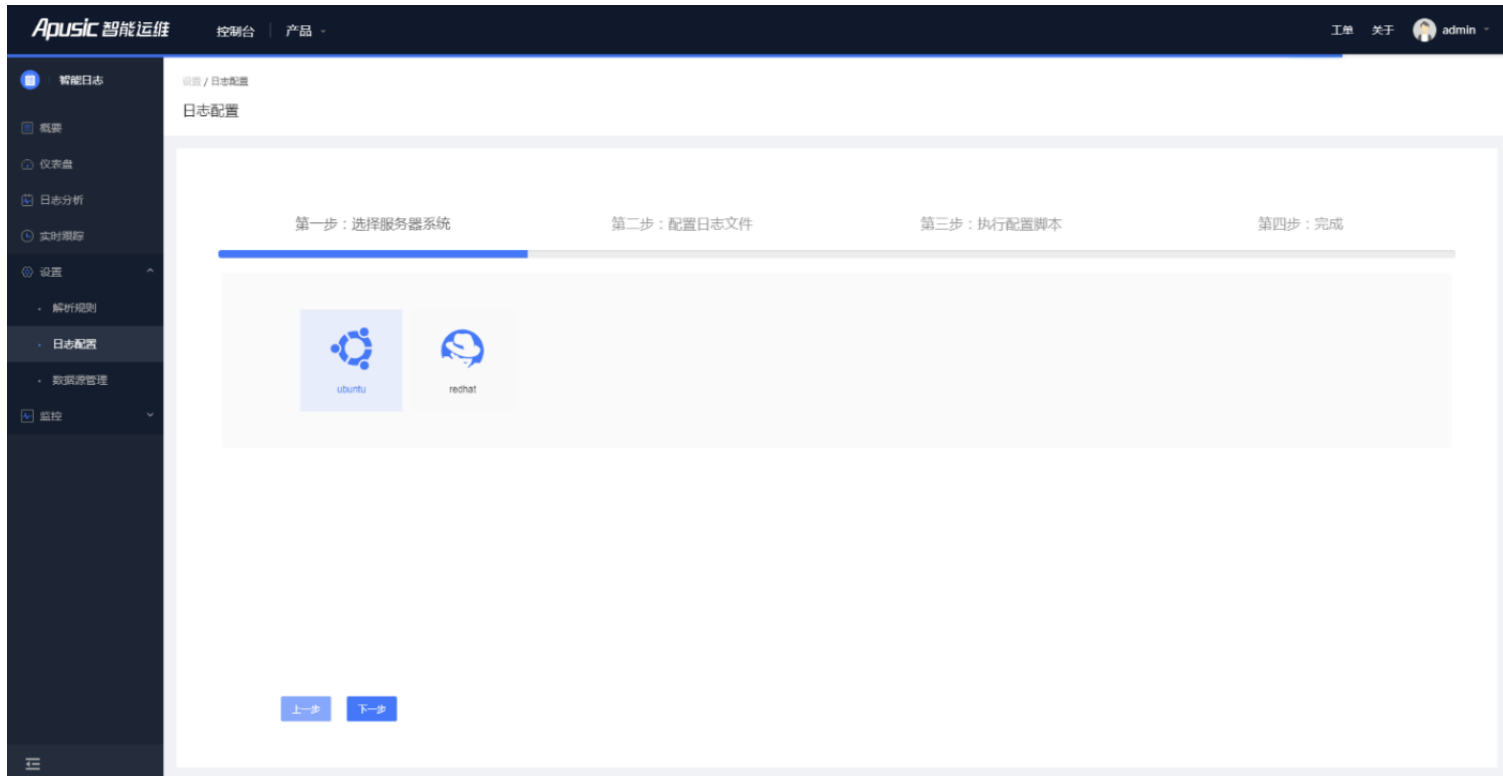 Apusic 智能运维 控制台 产品 工单 关于 admin
智能日志
概要
仪表盘
日志分析
实时跟踪
设置
解析规则
日志配置
数据源管理
监控
设置 / 日志配置
日志配置
第一步：选择服务器系统 第二步：配置日志文件 第三步：执行配置脚本 第四步：完成
ubuntu redhat
上一步 下一步